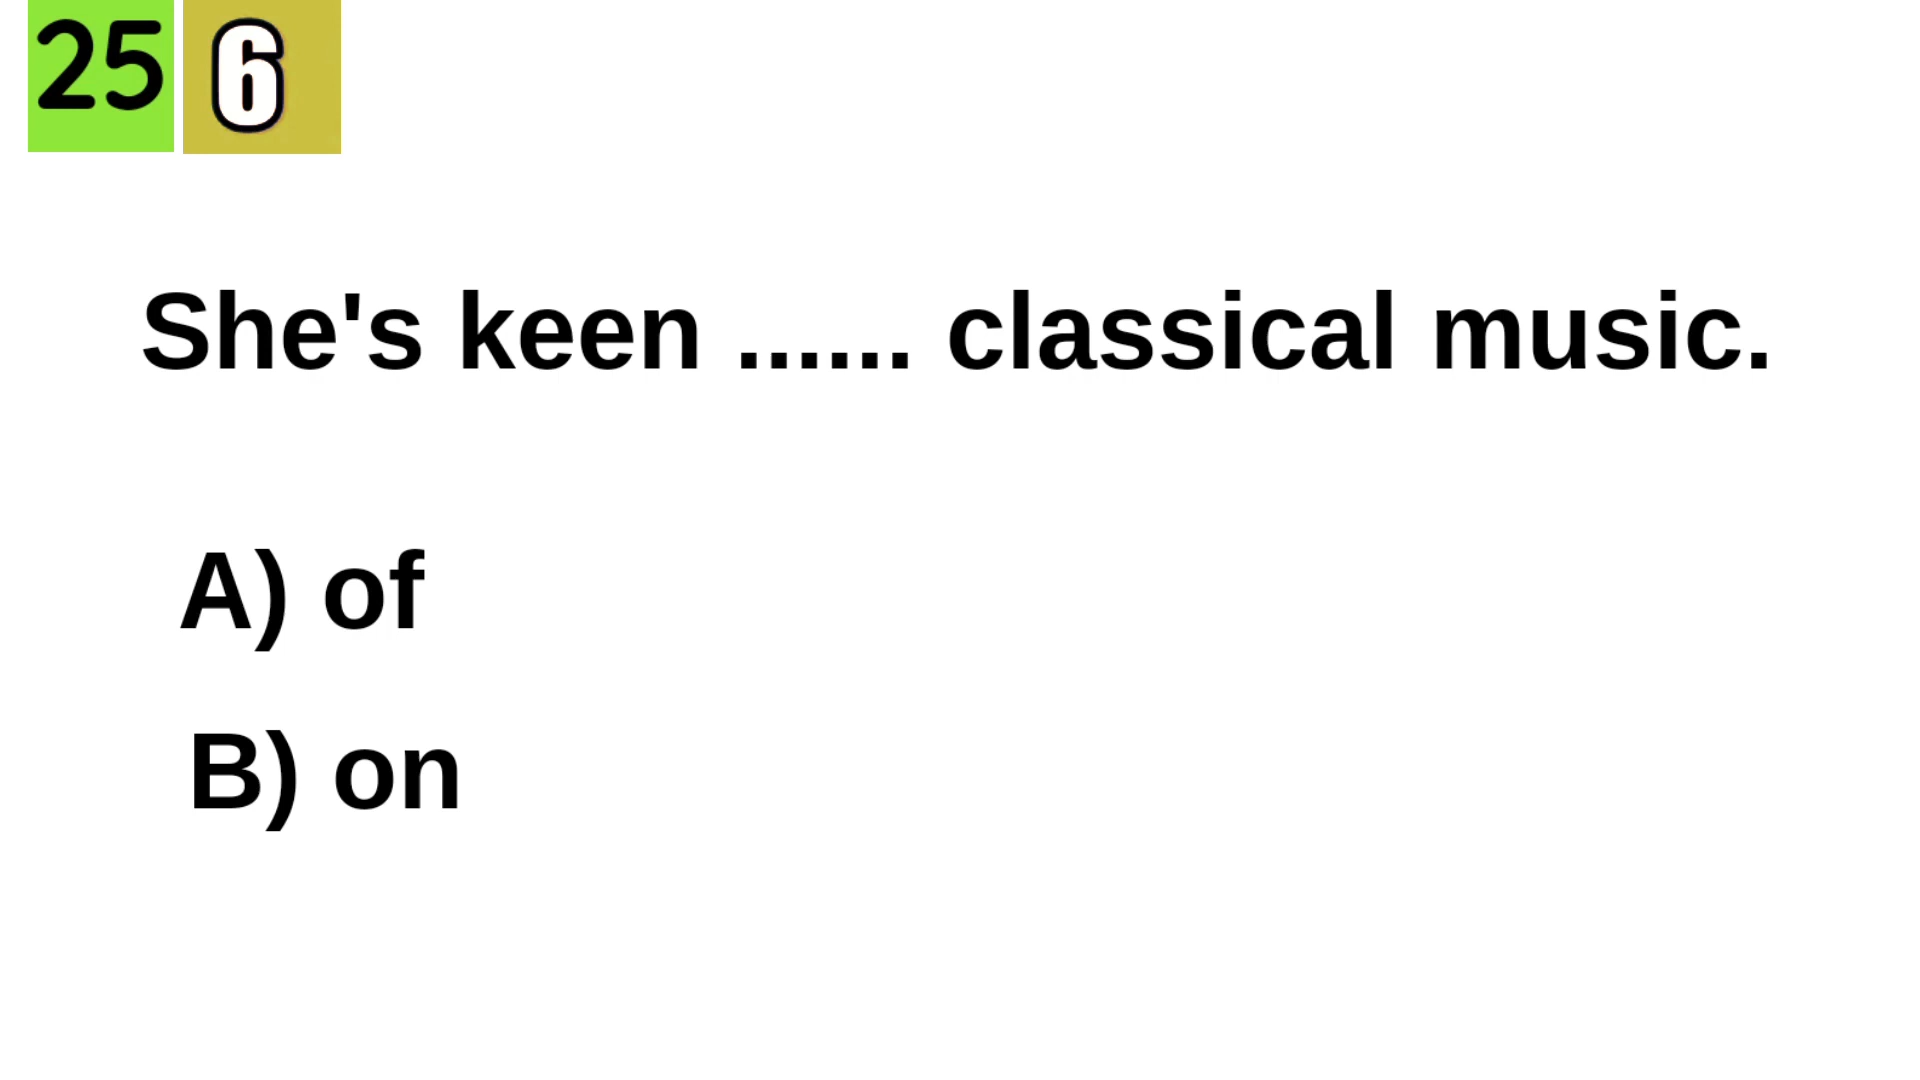 25 6
She's keen ...... classical music.
A) of
B) on